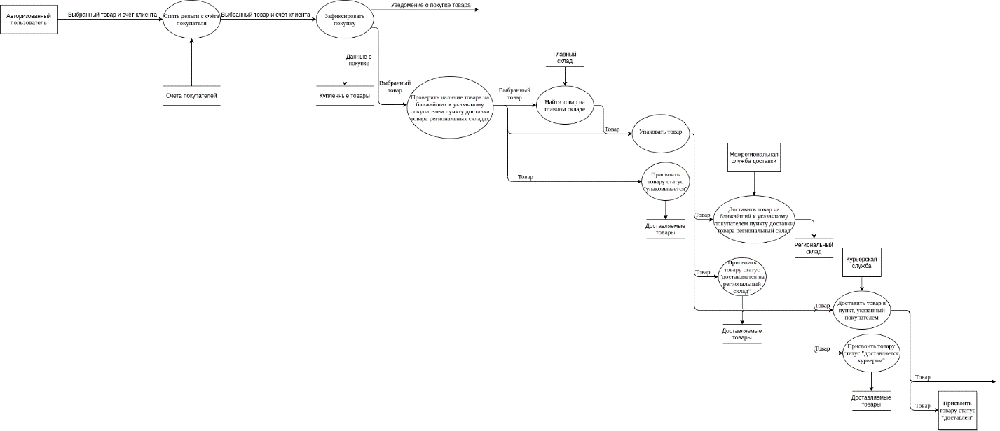 Авторизованный
пользователь
Выбранный товар и счёт клиента
Снять деньги с счёта
покупателя
Выбранный товар и счёт клиента
Зафиксировать
покупку
Уведомление о покупке товара
Счета покупателей
Данные о
покупке
Купленные товары
Выбранный
товар
Проверить наличие товара на
ближайших к указанному
покупателем пункту доставки
товара региональных складах
Выбранный
товар
Главный
склад
Найти товар на
главном складе
Товар
Упаковать товар
Товар
Присвоить
товару статус
"упаковывается"
Доставляемые
товары
Межрегиональная
служба доставки
Товар
Доставить товар на
ближайший к указанному
покупателем пункту доставки
товара региональный склад
Региональный
склад
Товар
Присвоить
товару статус
"доставляется на
региональный
склад"
Доставляемые
товары
Курьерская
служба
Товар
Доставить товар в
пункт, указанный
покупателем
Товар
Присвоить товару
статус "доставляется
курьером"
Доставляемые
товары
Товар
Товар
Присвоить
товару статус
"доставлен"